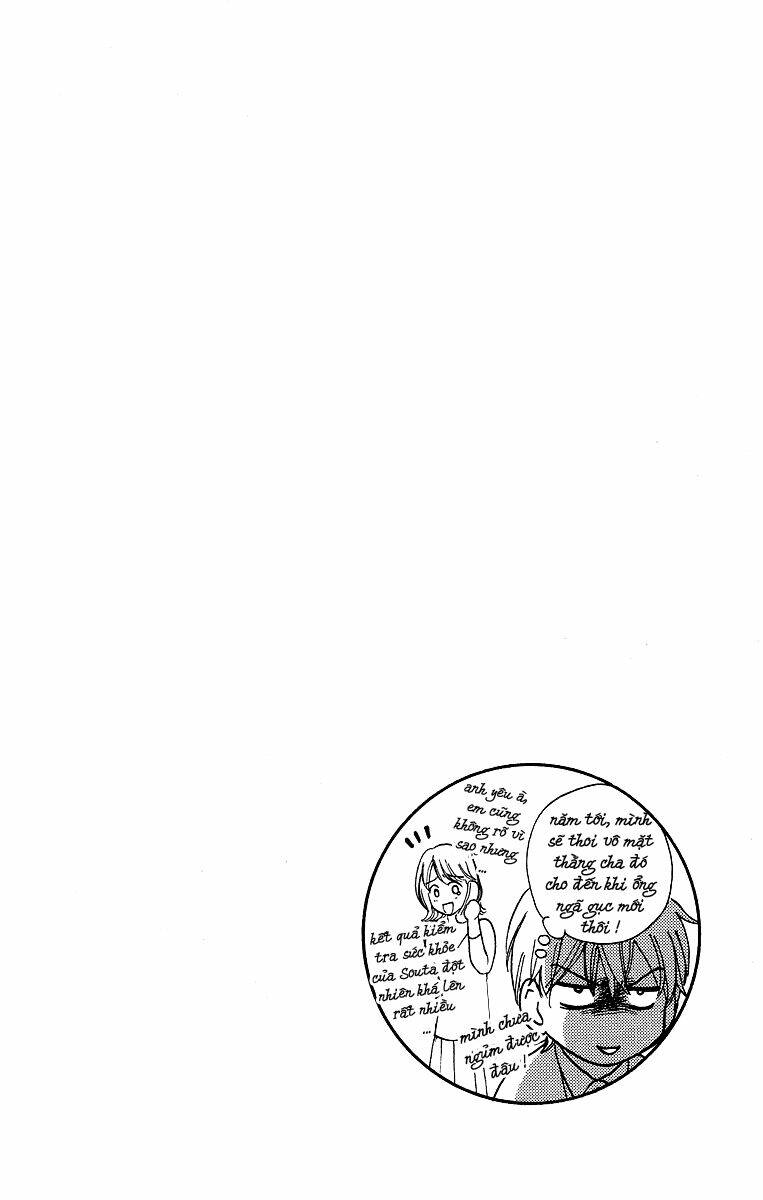 anh yêu à,
em cũng
không rõ vì
sao nhưng
...
năm tới, mình
sẽ thoi vô mặt
thằng cha đó
cho đến khi ổng
ngã gục mới
thôi !
kết quả kiểm
tra sức khỏe
của Souta đột
nhiên khá lên
rất nhiều
...
mình chưa
ngủm được
đâu !